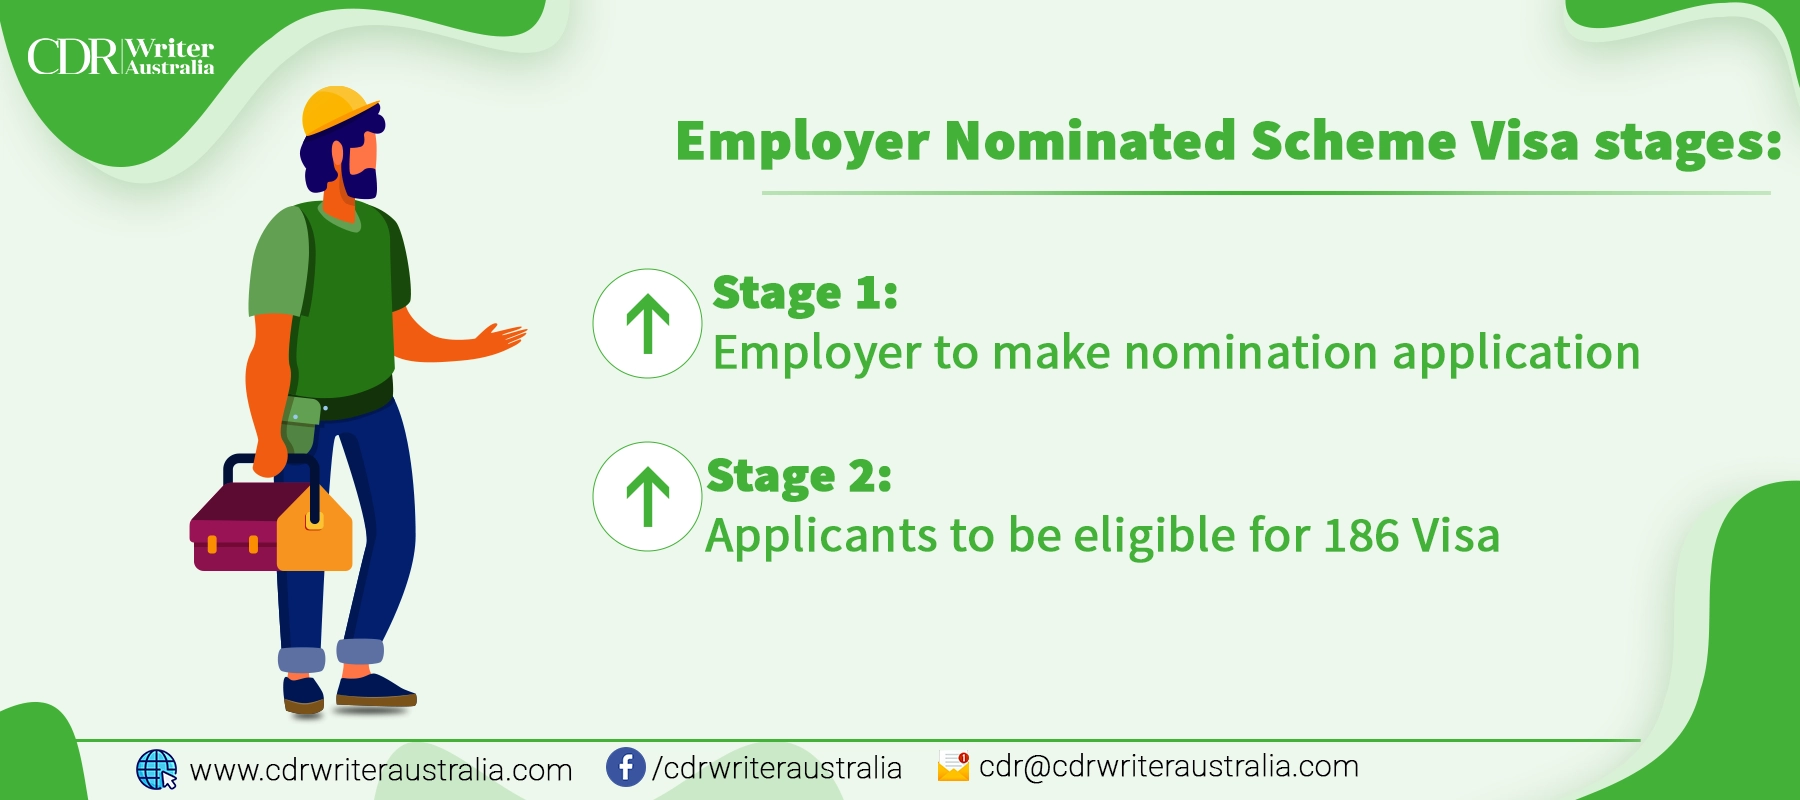 CDR Writer
Australia
Employer Nominated Scheme Visa stages:
Stage 1:
Employer to make nomination application
Stage 2:
Applicants to be eligible for 186 Visa
www.cdrwriteraustralia.com /cdrwriteraustralia cdr@cdrwriteraustralia.com